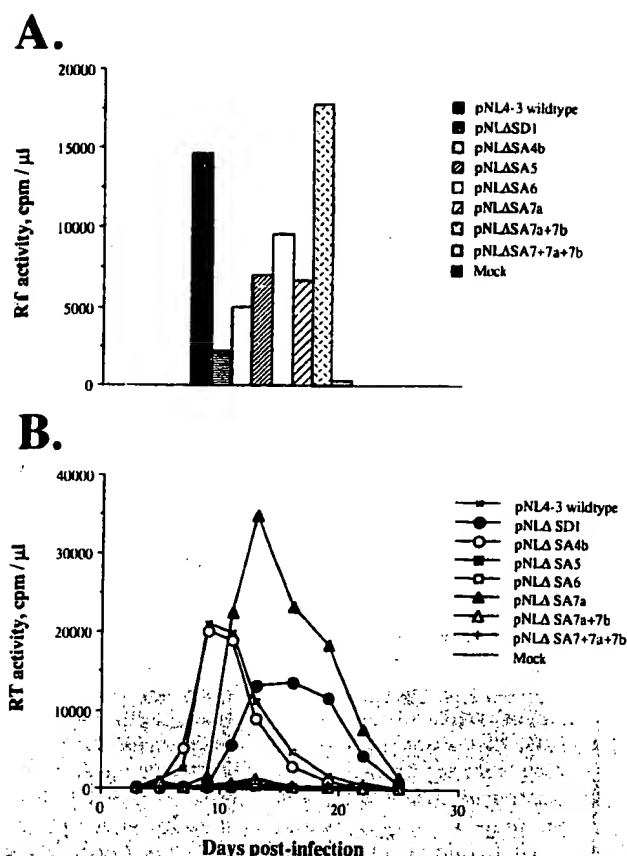 A.
20000
15000
10000
5000
0
RT activity, cpm / µl
pNL4-3 wildtype
pNLΔSD1
pNLΔSA4b
pNLΔSA5
pNLΔSA6
pNLΔSA7a
pNLΔSA7a+7b
pNLΔSA7+7a+7b
Mock
B.
40000
30000
20000
10000
0
RT activity, cpm / µl
0
10
20
30
Days post-infection
pNL4-3 wildtype
pNLΔ SD1
pNLΔ SA4b
pNLΔ SA5
pNLΔ SA6
pNLΔ SA7a
pNLΔ SA7a+7b
pNLΔ SA7+7a+7b
Mock